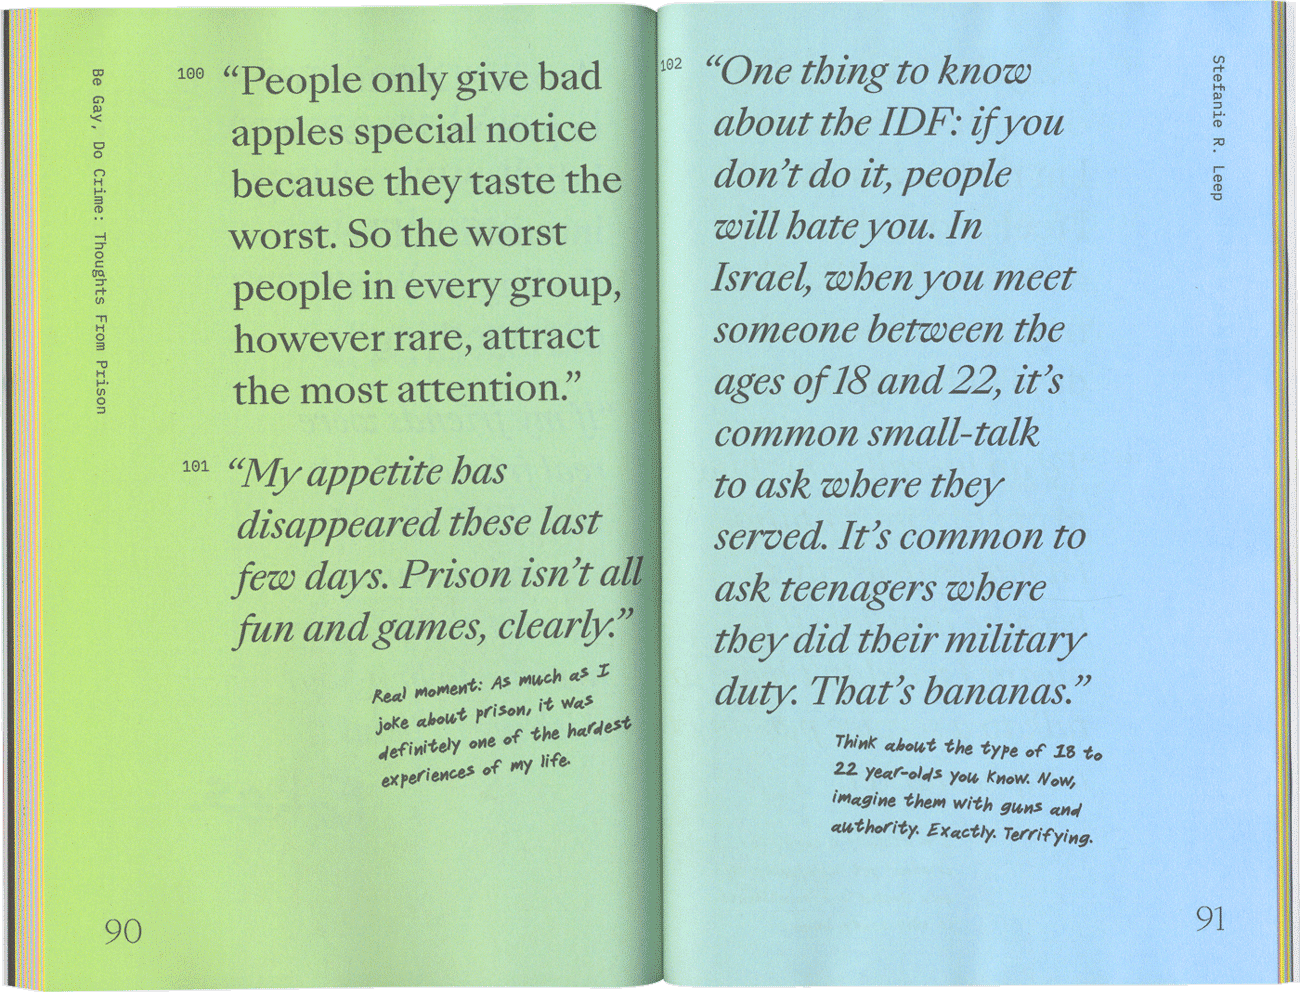 Be Gay, Do Crime: Thoughts From Prison
100
“People only give bad
apples special notice
because they taste the
worst. So the worst
people in every group,
however rare, attract
the most attention.”
101
“My appetite has
disappeared these last
few days. Prison isn’t all
fun and games, clearly.”
Real moment: As much as I
joke about prison, it was
definitely one of the hardest
experiences of my life.
90
102
“One thing to know
about the IDF: if you
don’t do it, people
will hate you. In
Israel, when you meet
someone between the
ages of 18 and 22, it’s
common small-talk
to ask where they
served. It’s common to
ask teenagers where
they did their military
duty. That’s bananas.”
Think about the type of 18 to
22 year-olds you know. Now,
imagine them with guns and
authority. Exactly. Terrifying.
Stefanie R. Leep
91